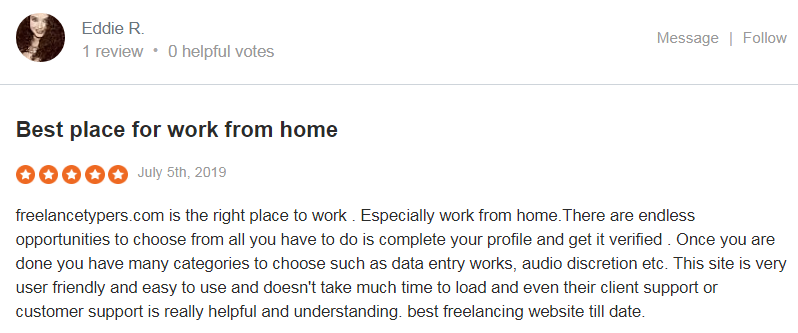 Eddie R.
1 review • 0 helpful votes
Message | Follow
Best place for work from home
July 5th, 2019
freelancetypers.com is the right place to work . Especially work from home.There are endless
opportunities to choose from all you have to do is complete your profile and get it verified . Once you are
done you have many categories to choose such as data entry works, audio discretion etc. This site is very
user friendly and easy to use and doesn't take much time to load and even their client support or
customer support is really helpful and understanding. best freelancing website till date.